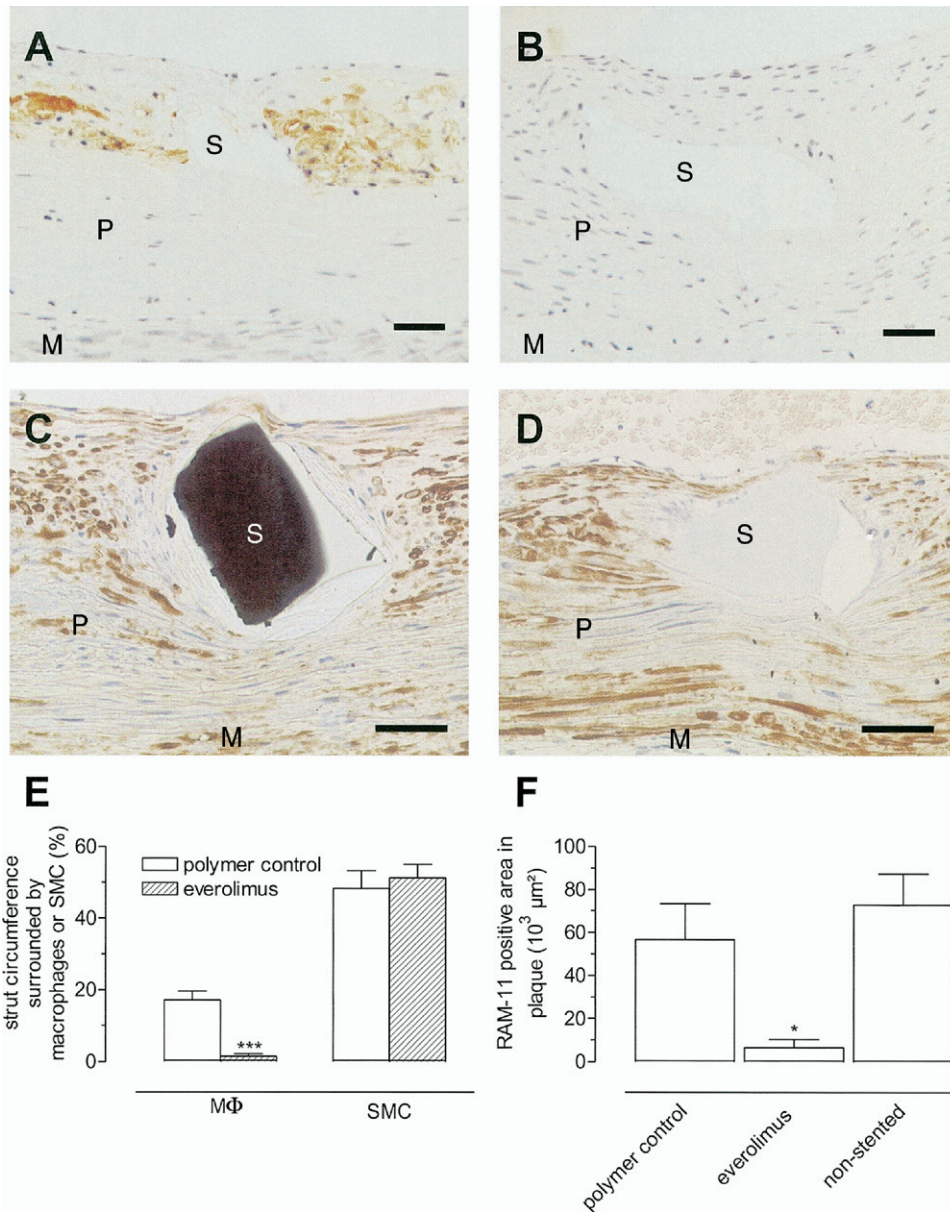 A
S
P
M
B
S
P
M
C
S
P
M
D
S
P
M
E
strut circumference
surrounded by
macrophages or SMC (%)
60
40
20
0
polymer control
everolimus
***
MΦ
SMC
F
RAM-11 positive area in
plaque (10³ µm²)
100
80
60
40
20
0
*
polymer control
everolimus
non-stented